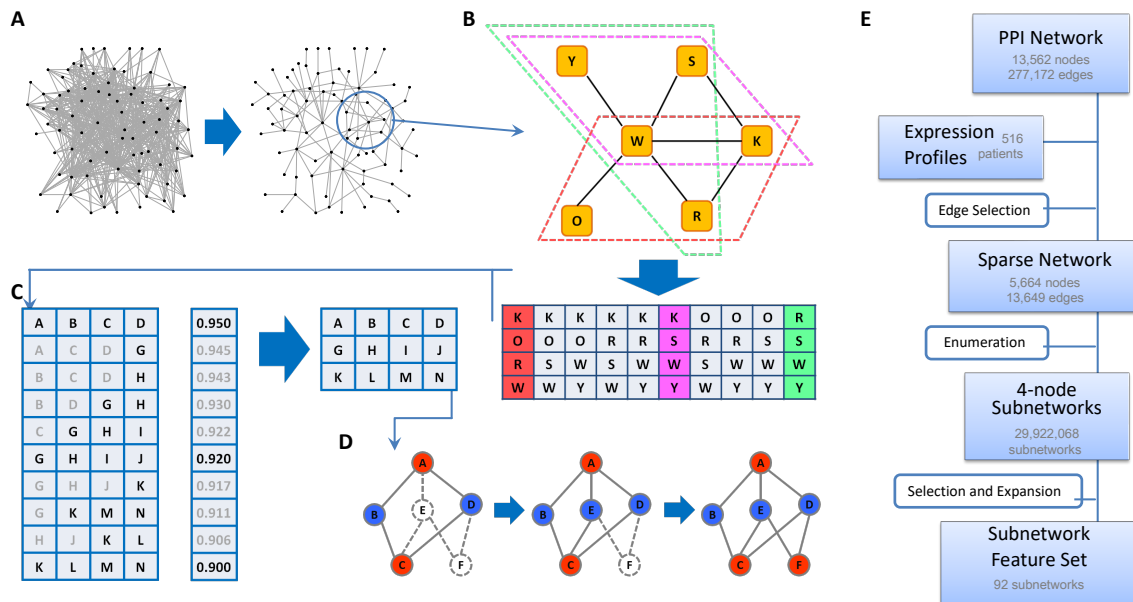 A
B
Y
S
W
K
O
R
K K K K K K O O O R
O O O R R S R R S S
R S W S W W S W W W
W W Y W Y Y W Y Y Y
C
A B C D 0.950
A C D G 0.945
B C D H 0.943
B D G H 0.930
C G H I 0.922
G H I J 0.920
G H J K 0.917
G K M N 0.911
H J K L 0.906
K L M N 0.900
A B C D
G H I J
K L M N
D
A
B
E
D
C
F
A
B
E
D
C
F
A
B
E
D
C
F
E
PPI Network
13,562 nodes
277,172 edges
Expression
Profiles
516
patients
Edge Selection
Sparse Network
5,664 nodes
13,649 edges
Enumeration
4-node
Subnetworks
29,922,068
subnetworks
Selection and Expansion
Subnetwork
Feature Set
92 subnetworks